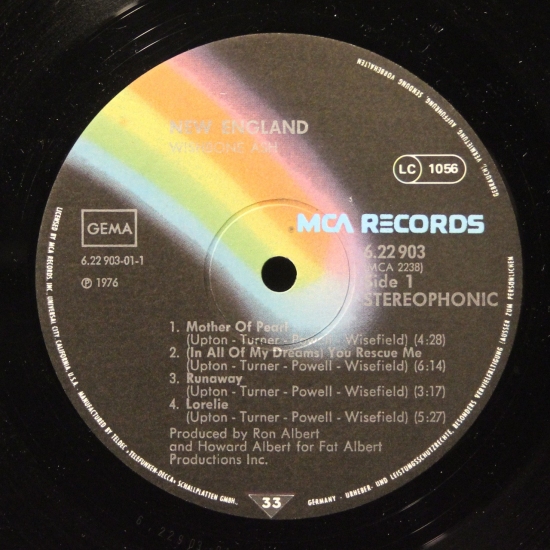 NEW ENGLAND
WISHBONE ASH
LC 1056
MCA RECORDS
GEMA
6.22 903-01-1
℗ 1976
6.22 903
(MCA 2238)
Side 1
STEREOPHONIC
1. Mother Of Pearl
(Upton - Turner - Powell - Wisefield) (4:28)
2. (In All Of My Dreams) You Rescue Me
(Upton - Turner - Powell - Wisefield) (6:14)
3. Runaway
(Upton - Turner - Powell - Wisefield) (3:17)
4. Lorelie
(Upton - Turner - Powell - Wisefield) (5:27)
Produced by Ron Albert
and Howard Albert for Fat Albert
Productions Inc.
33
LICENSED BY MCA RECORDS INC. UNIVERSAL CITY, CALIFORNIA, U.S.A. MANUFACTURED BY TELDEC »TELEFUNKEN-DECCA« SCHALLPLATTEN GMBH.
GERMANY - URHEBER- UND LEISTUNGSSCHUTZRECHTE, BESONDERS VERVIELFÄLTIGUNG (AUSSER ZUM PERSÖNLICHEN
GEBRAUCH), VERMIETUNG, AUFFÜHRUNG, SENDUNG VORBEHALTEN